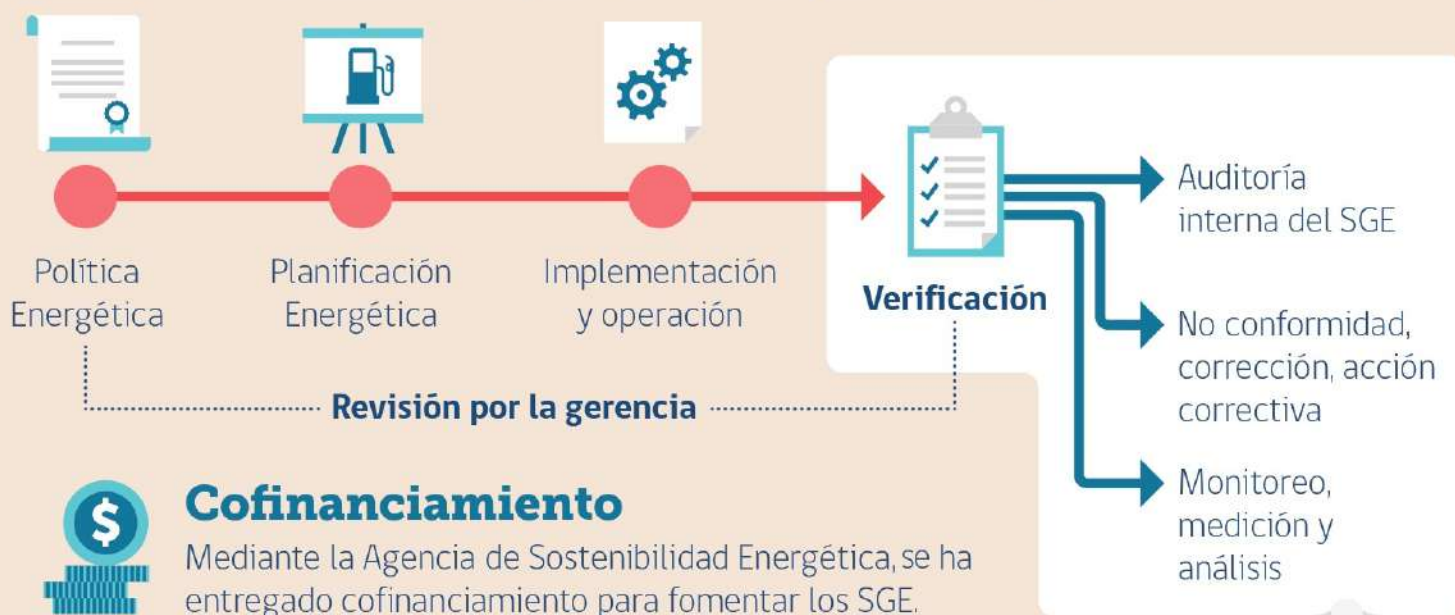 Política
Energética
Planificación
Energética
Implementación
y operación
Verificación
Revisión por la gerencia
Auditoría
interna del SGE
No conformidad,
corrección, acción
correctiva
Monitoreo,
medición y
análisis
$
Cofinanciamiento
Mediante la Agencia de Sostenibilidad Energética, se ha
entregado cofinanciamiento para fomentar los SGE.